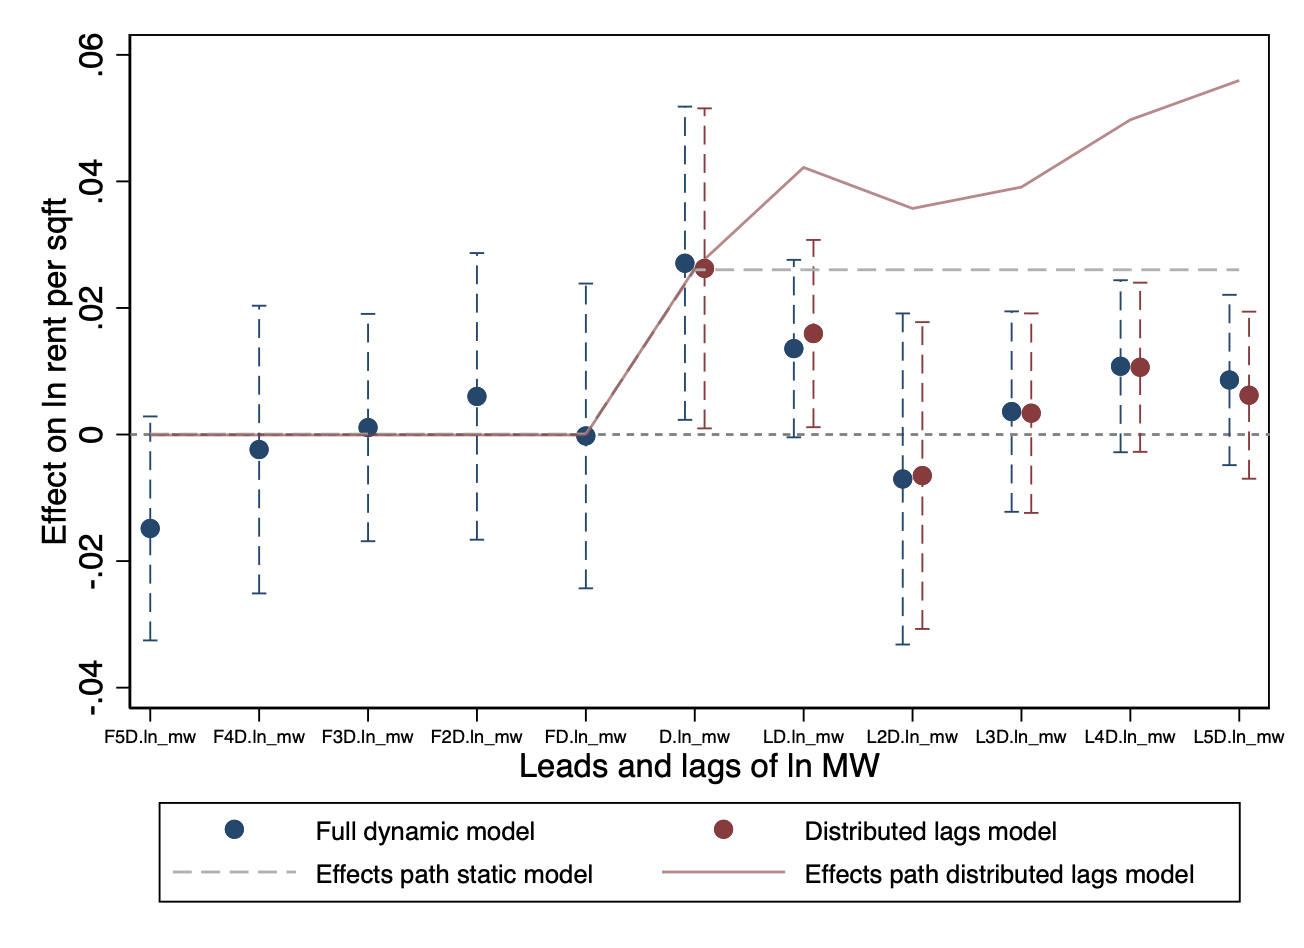 Effect on ln rent per sqft
.06
.04
.02
0
-.02
-.04
F5D.ln_mw F4D.ln_mw F3D.ln_mw F2D.ln_mw FD.ln_mw D.ln_mw LD.ln_mw L2D.ln_mw L3D.ln_mw L4D.ln_mw L5D.ln_mw
Leads and lags of ln MW
Full dynamic model Distributed lags model
Effects path static model Effects path distributed lags model